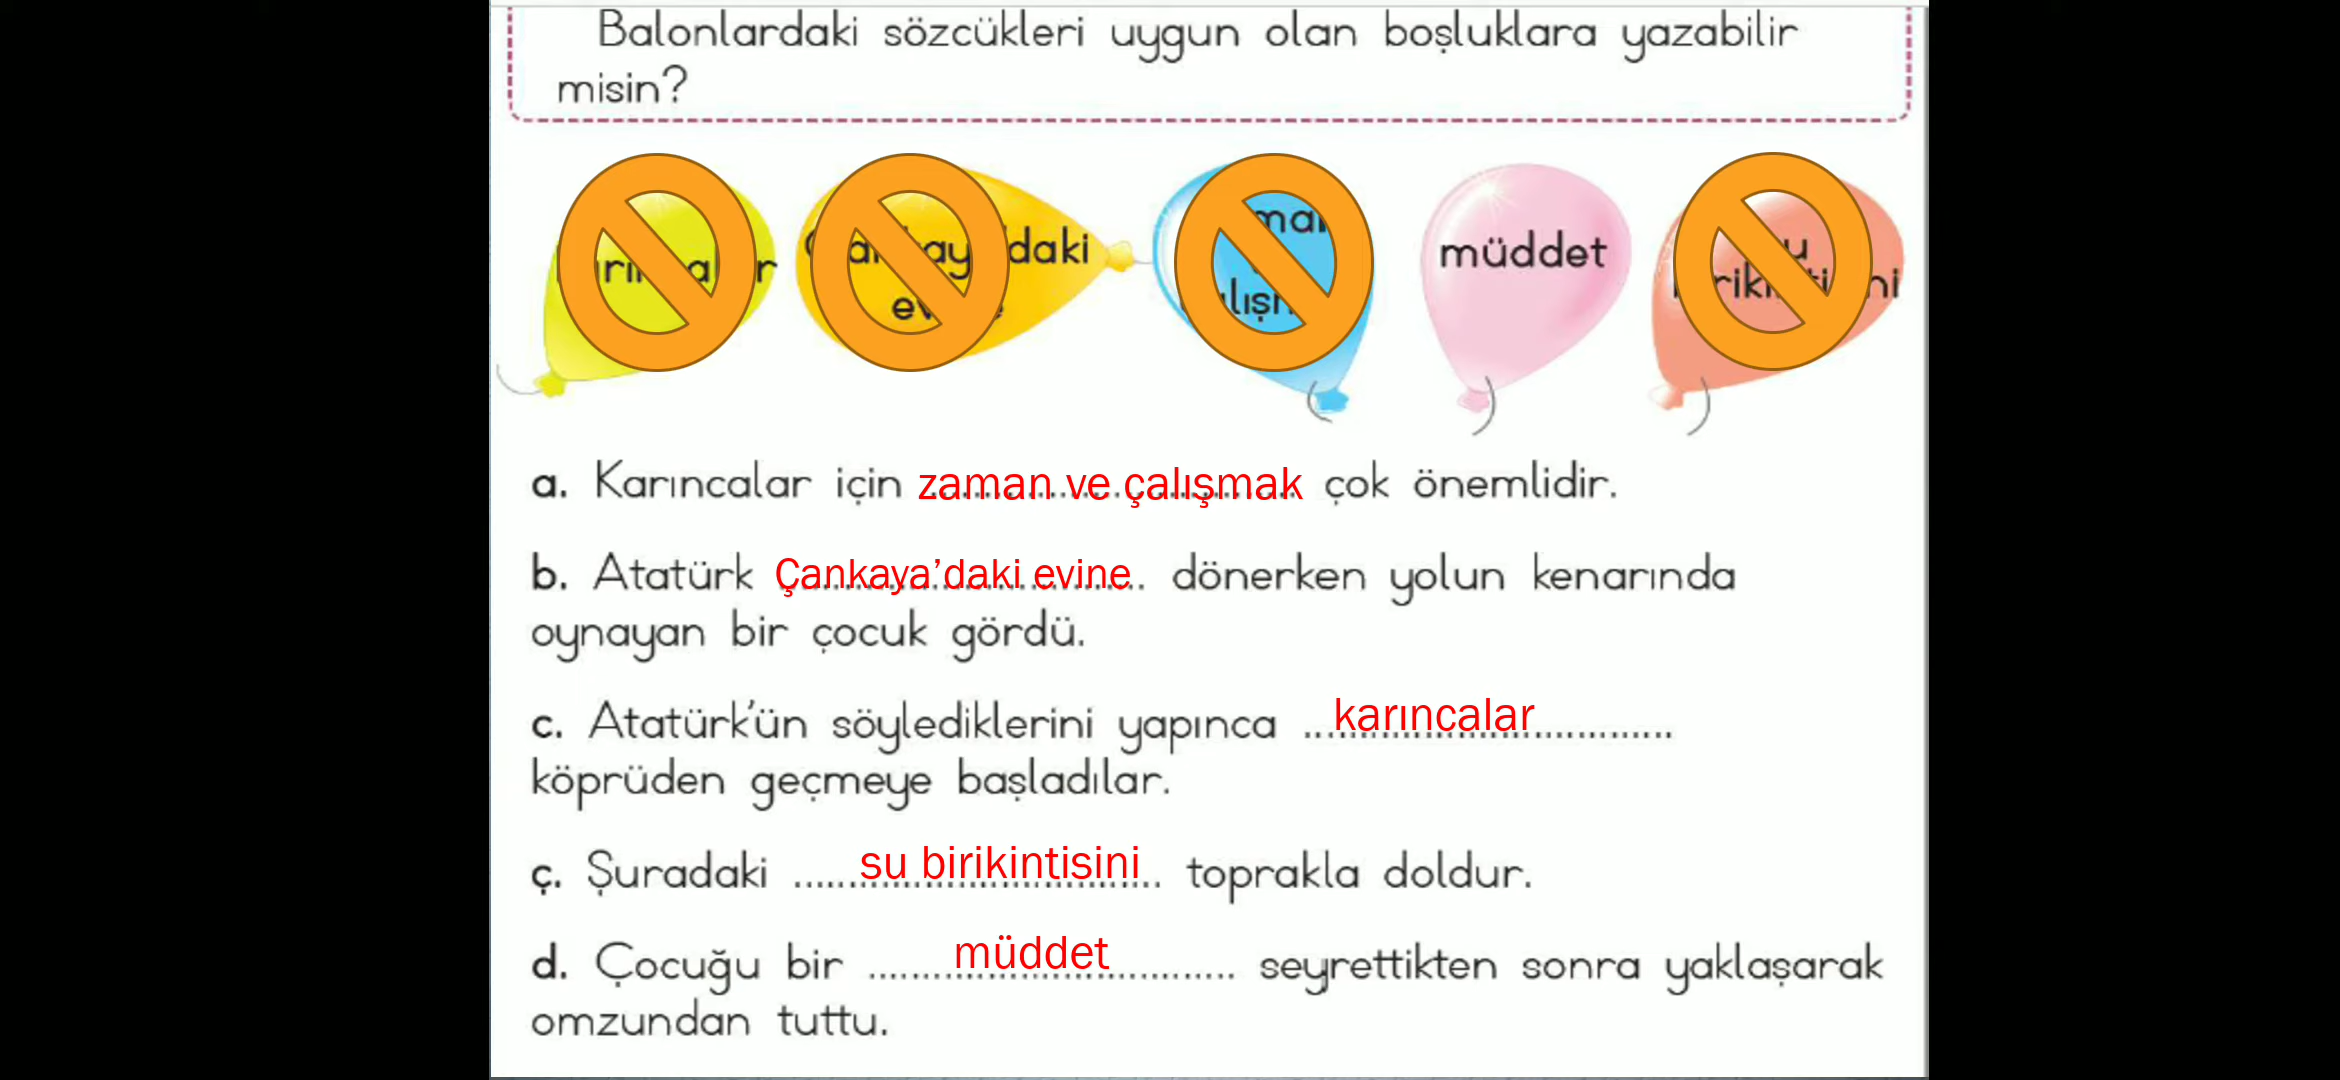 Balonlardaki sözcükleri uygun olan boşluklara yazabilir
misin?
müddet
a. Karıncalar için zaman ve çalışmak çok önemlidir.
b. Atatürk Çankaya’daki evine dönerken yolun kenarında
oynayan bir çocuk gördü.
c. Atatürk'ün söylediklerini yapınca karıncalar
köprüden geçmeye başladılar.
ç. Şuradaki su birikintisini toprakla doldur.
d. Çocuğu bir müddet seyrettikten sonra yaklaşarak
omzundan tuttu.